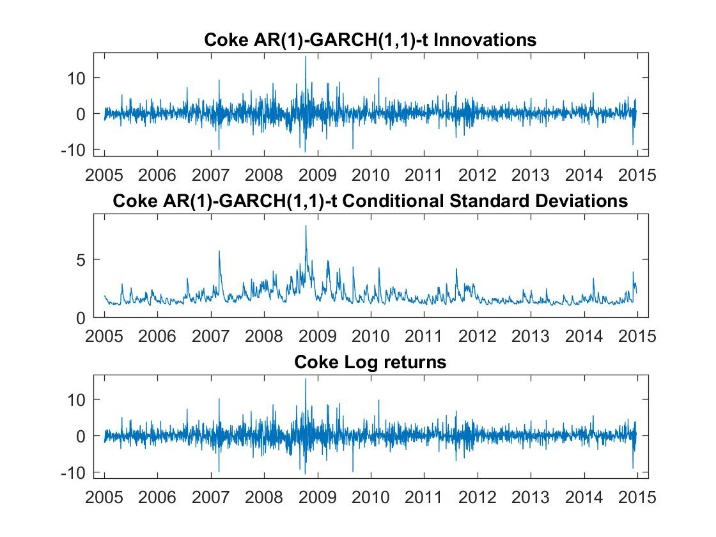 Coke AR(1)-GARCH(1,1)-t Innovations
10
0
-10
2005 2006 2007 2008 2009 2010 2011 2012 2013 2014 2015
Coke AR(1)-GARCH(1,1)-t Conditional Standard Deviations
5
0
2005 2006 2007 2008 2009 2010 2011 2012 2013 2014 2015
Coke Log returns
10
0
-10
2005 2006 2007 2008 2009 2010 2011 2012 2013 2014 2015